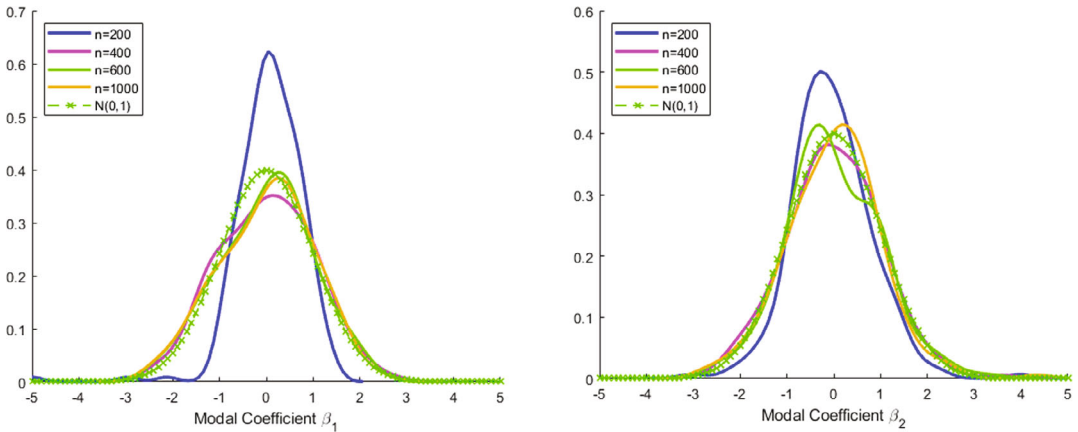 0.7
0.6
0.5
0.4
0.3
0.2
0.1
0
-5 -4 -3 -2 -1 0 1 2 3 4 5
n=200
n=400
n=600
n=1000
N(0,1)
Modal Coefficient β1
0.6
0.5
0.4
0.3
0.2
0.1
0
-5 -4 -3 -2 -1 0 1 2 3 4 5
n=200
n=400
n=600
n=1000
N(0,1)
Modal Coefficient β2